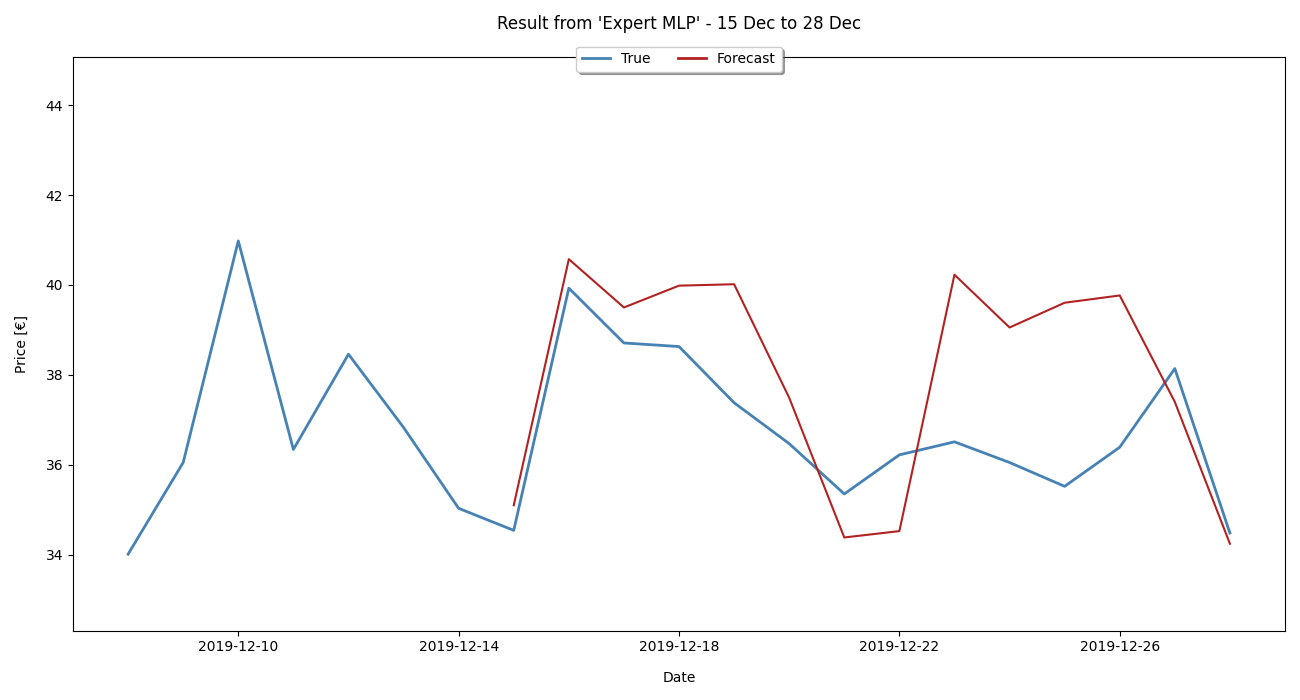 Result from 'Expert MLP' - 15 Dec to 28 Dec
True Forecast
44
42
40
38
36
34
Price [€]
2019-12-10 2019-12-14 2019-12-18 2019-12-22 2019-12-26
Date